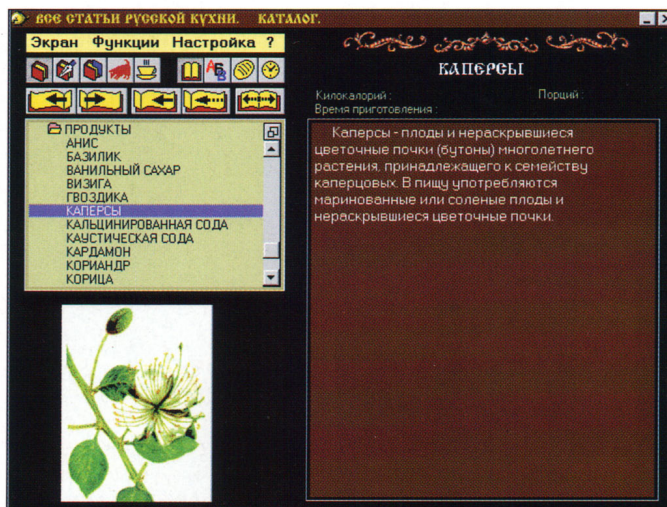 ВСЕ СТАТЬИ РУССКОЙ КУХНИ. КАТАЛОГ.
Экран Функции Настройка ?
АБ
ПРОДУКТЫ
АНИС
БАЗИЛИК
ВАНИЛЬНЫЙ САХАР
ВИЗИГА
ГВОЗДИКА
КАПЕРСЫ
КАЛЬЦИНИРОВАННАЯ СОДА
КАУСТИЧЕСКАЯ СОДА
КАРДАМОН
КОРИАНДР
КОРИЦА
КАПЕРСЫ
Килокалорий : Порций :
Время приготовления :
Каперсы - плоды и нераскрывшиеся
цветочные почки (бутоны) многолетнего
растения, принадлежащего к семейству
каперцовых. В пищу употребляются
маринованные или соленые плоды и
нераскрывшиеся цветочные почки.